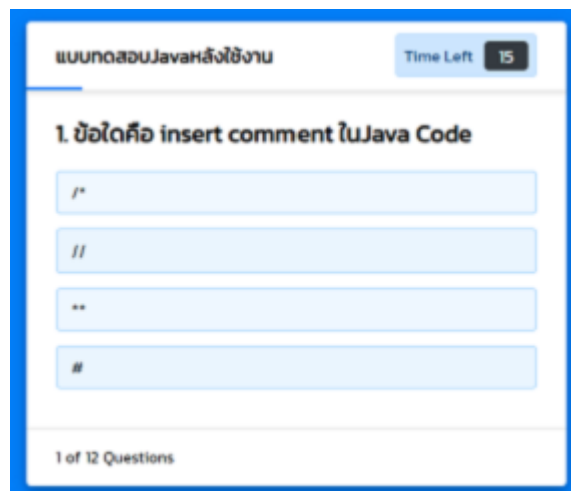 แบบทดสอบJavaหลังใช้งาน
Time Left 15
1. ข้อใดคือ insert comment ในJava Code
/*
//
**
#
1 of 12 Questions